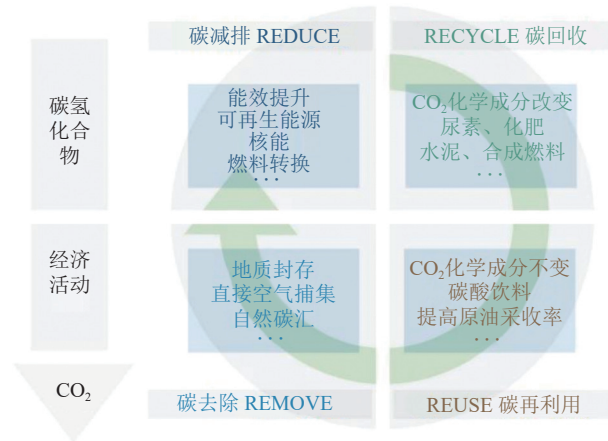 碳减排 REDUCE
RECYCLE 碳回收
碳氢
化合
物
能效提升
可再生能源
核能
燃料转换
...
CO₂化学成分改变
尿素、化肥
水泥、合成燃料
...
经济
活动
地质封存
直接空气捕集
自然碳汇
...
CO₂化学成分不变
碳酸饮料
提高原油采收率
...
CO₂
碳去除 REMOVE
REUSE 碳再利用